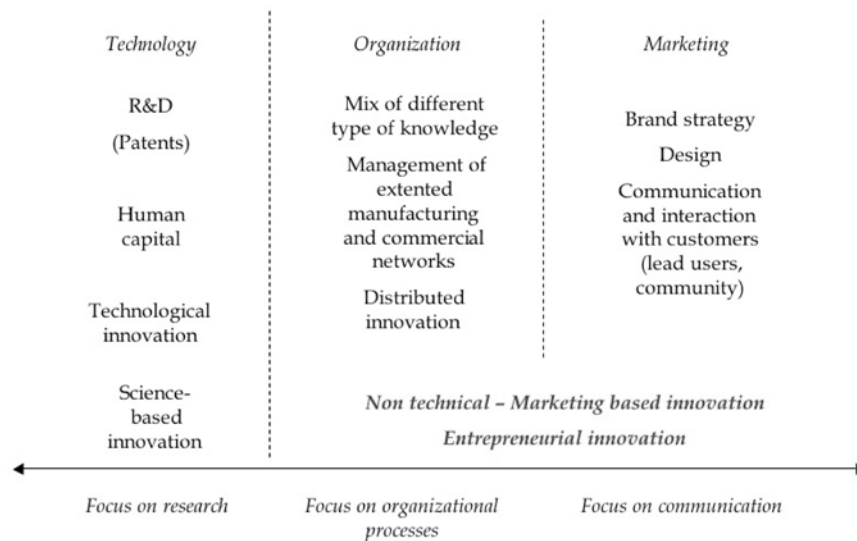 Technology
Organization
Marketing
R&D
(Patents)
Human
capital
Technological
innovation
Science-
based
innovation
Mix of different
type of knowledge
Management of
extented
manufacturing
and commercial
networks
Distributed
innovation
Brand strategy
Design
Communication
and interaction
with customers
(lead users,
community)
Non technical – Marketing based innovation
Entrepreneurial innovation
Focus on research
Focus on organizational
processes
Focus on communication